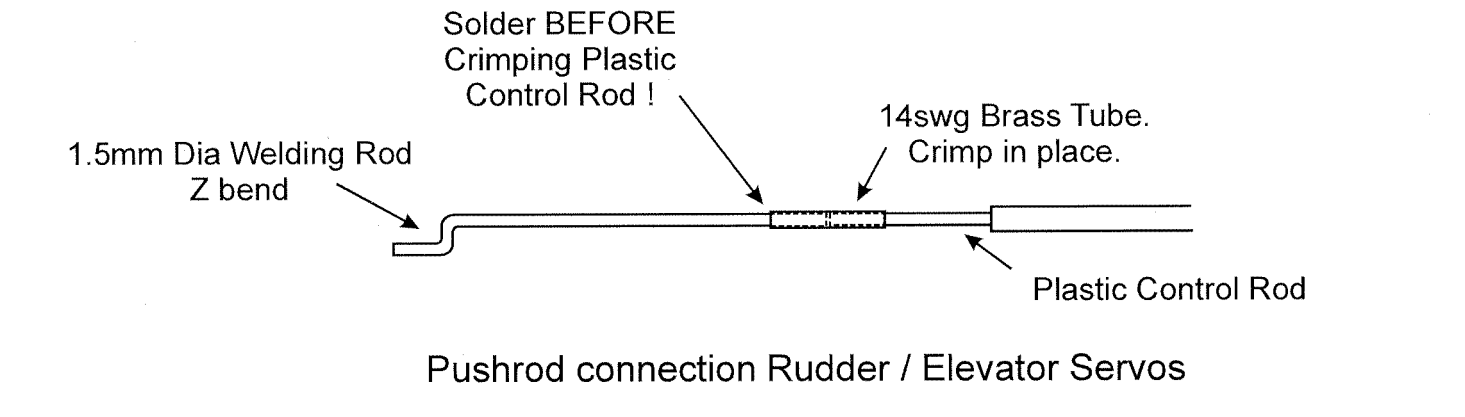 Solder BEFORE
Crimping Plastic
Control Rod !
14swg Brass Tube.
Crimp in place.
1.5mm Dia Welding Rod
Z bend
Plastic Control Rod
Pushrod connection Rudder / Elevator Servos